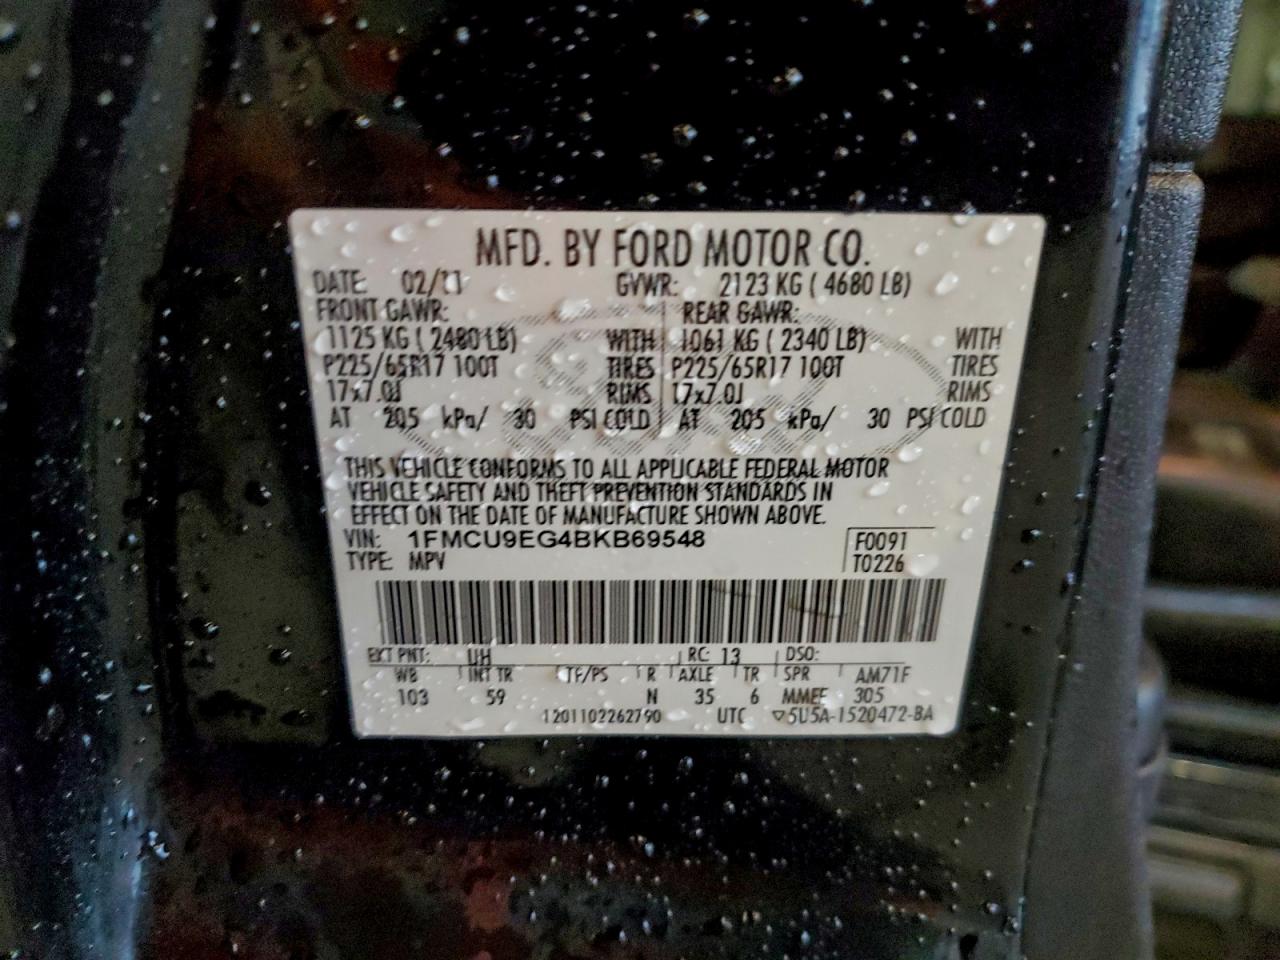 MFD. BY FORD MOTOR CO.
DATE: 02/11 GVWR: 2123 KG ( 4680 LB)
FRONT GAWR: REAR GAWR:
1125 KG ( 2480 LB) WITH 1061 KG ( 2340 LB) WITH
P225/65R17 100T TIRES P225/65R17 100T TIRES
17x7.0J RIMS 17x7.0J RIMS
AT 205 kPa/ 30 PSI COLD AT 205 kPa/ 30 PSI COLD
THIS VEHICLE CONFORMS TO ALL APPLICABLE FEDERAL MOTOR
VEHICLE SAFETY AND THEFT PREVENTION STANDARDS IN
EFFECT ON THE DATE OF MANUFACTURE SHOWN ABOVE.
VIN: 1FMCU9EG4BKB69548 F0091
TYPE: MPV T0226
EXT PNT: UH RC: 13 DSO:
WB INT TR TP/PS R AXLE TR SPR AM71F
103 59 N 35 6 MMEE 305
1201102262790 UTC ▽5U5A-1520472-BA